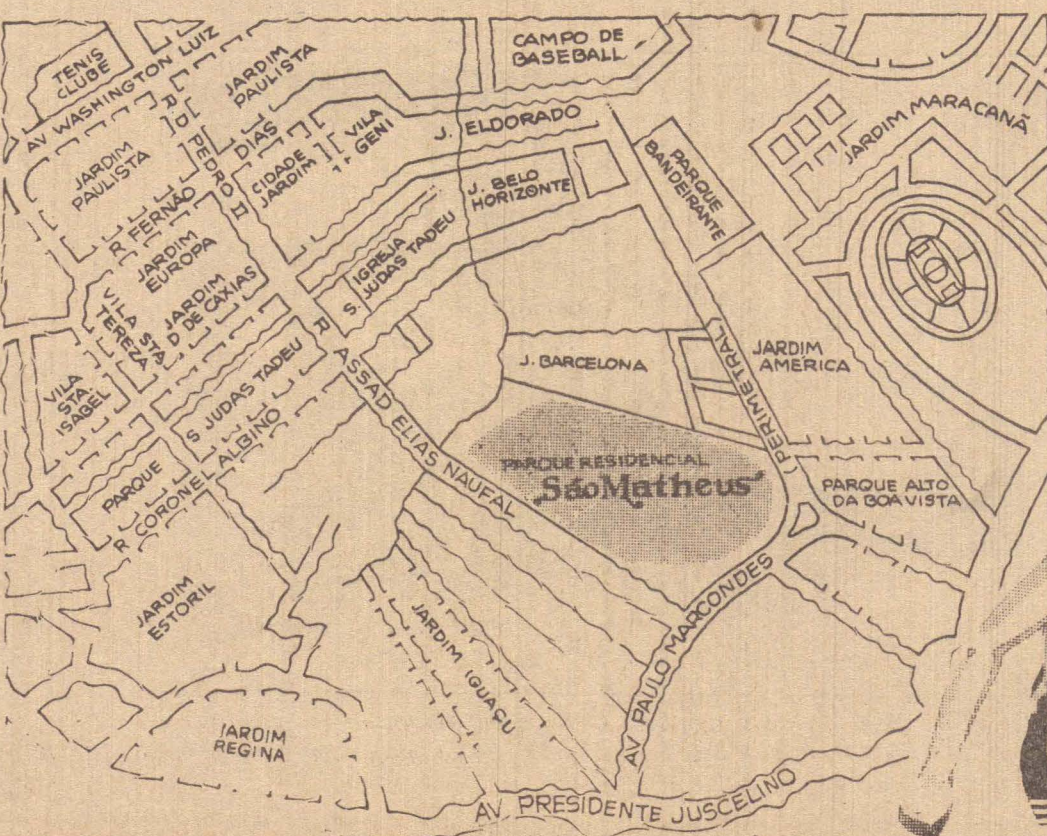 TENIS
CLUBE
AV WASHINGTON LUIZ
JARDIM
PAULISTA
CAMPO DE
BASEBALL
R D PEDRO II
JARDIM
PAULISTA
R FERNÃO DIAS
CIDADE
JARDIM
VILA
GENI
J. ELDORADO
JARDIM MARACANÃ
PARQUE
BANDEIRANTE
J. BELO
HORIZONTE
IGREJA
S. JUDAS TADEU
JARDIM
EUROPA
JARDIM
D DE CAXIAS
VILA STA
TEREZA
VILA
STA.
ISABEL
S JUDAS TADEU
R ASSAD ELIAS NAUFAL
J. BARCELONA
(PERIMETRAL)
JARDIM
AMÉRICA
PARQUE
R CORONEL ALBINO
PARQUE RESIDENCIAL
São Matheus
PARQUE ALTO
DA BOA VISTA
JARDIM
ESTORIL
JARDIM IGUAÇU
AV PAULO MARCONDES
JARDIM
REGINA
AV. PRESIDENTE JUSCELINO